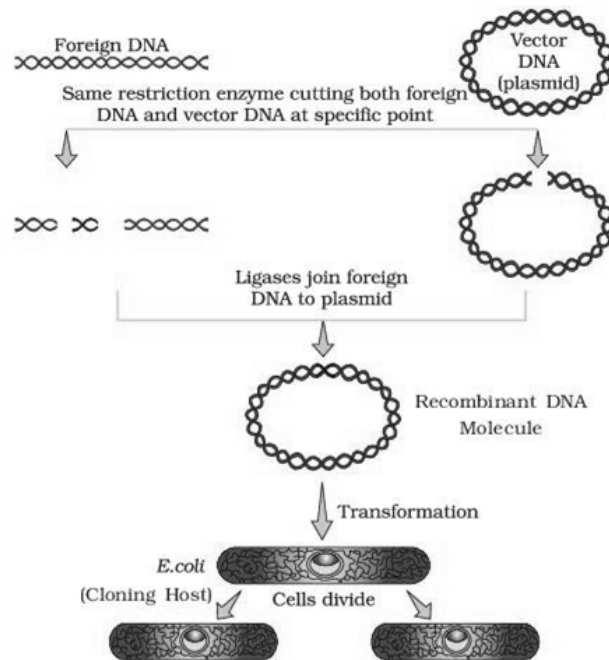 Foreign DNA
Vector
DNA
(plasmid)
Same restriction enzyme cutting both foreign
DNA and vector DNA at specific point
Ligases join foreign
DNA to plasmid
Recombinant DNA
Molecule
Transformation
E.coli
(Cloning Host)
Cells divide